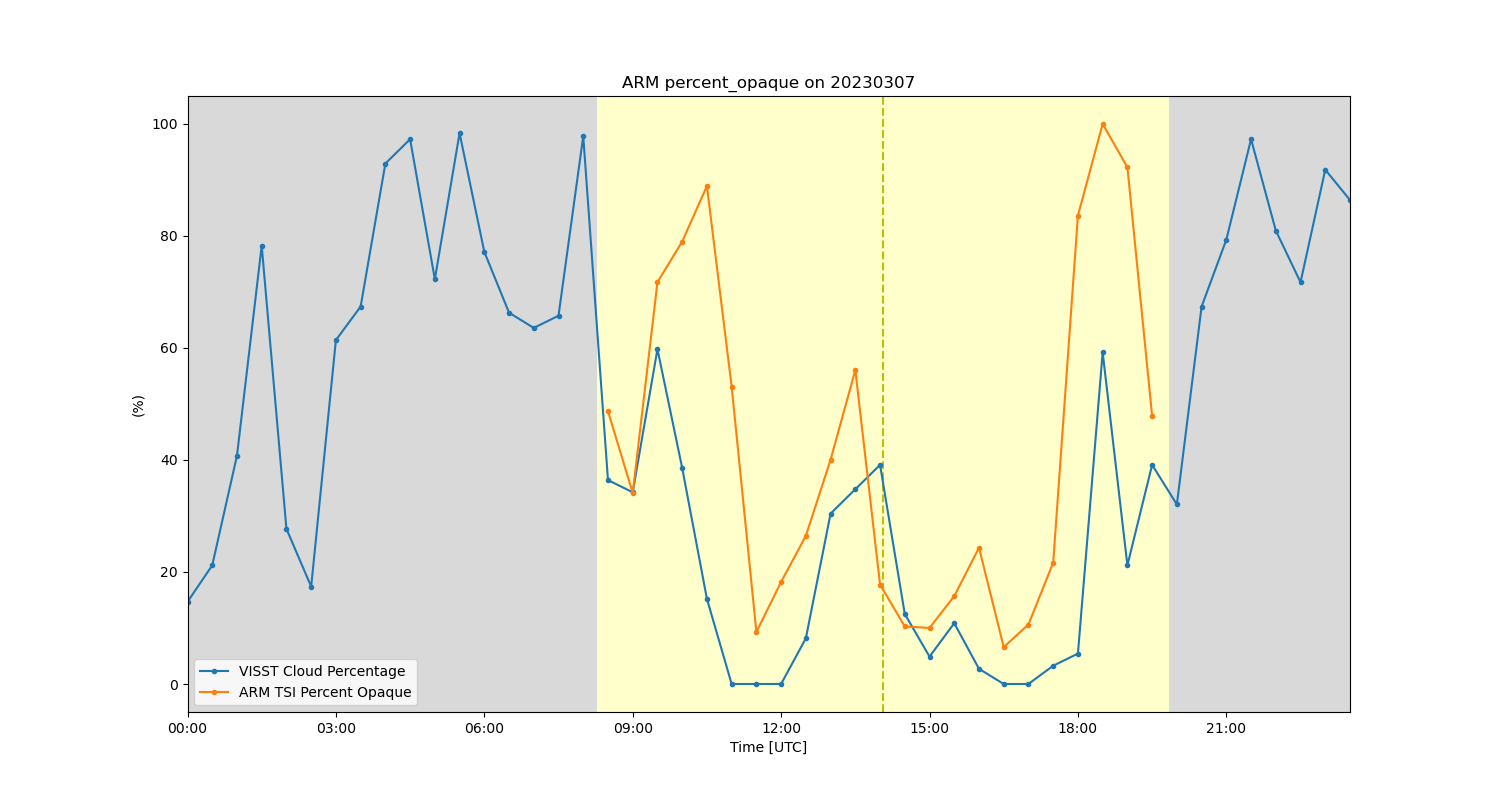 ARM percent_opaque on 20230307
100
80
60
40
20
0
(%)
VISST Cloud Percentage
ARM TSI Percent Opaque
00:00 03:00 06:00 09:00 12:00 15:00 18:00 21:00
Time [UTC]